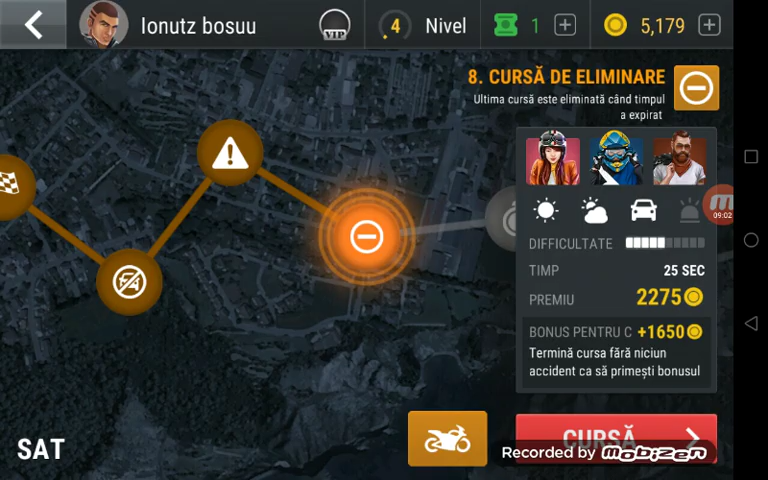 Ionutz bosuu
VIP
4
Nivel
1
5,179
8. CURSĂ DE ELIMINARE
Ultima cursă este eliminată când timpul
a expirat
09:02
DIFFICULTATE
TIMP
25 SEC
PREMIU
2275
BONUS PENTRU C +1650
Termină cursa fără niciun
accident ca să primești bonusul
SAT
CURSĂ
Recorded by mobizen